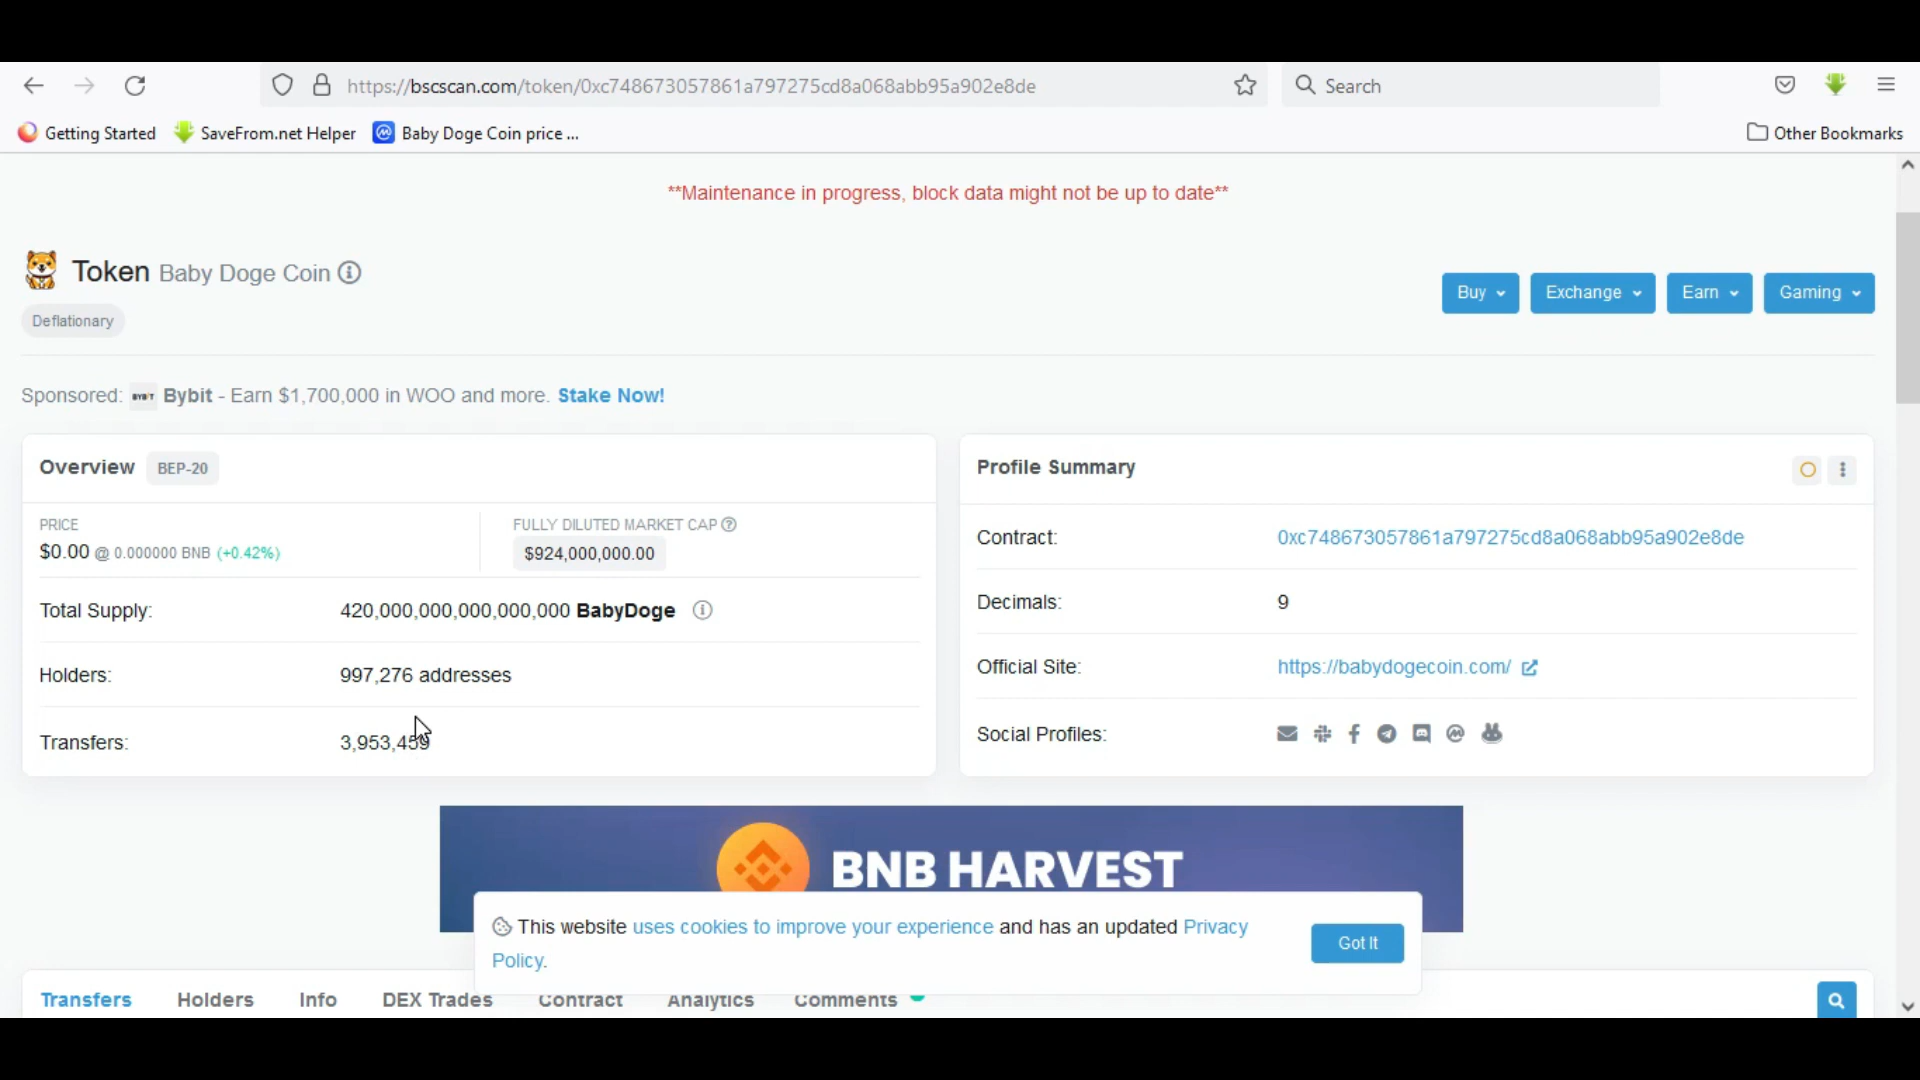 https://bscscan.com/token/0xc748673057861a797275cd8a068abb95a902e8de
Search
Getting Started
SaveFrom.net Helper
Baby Doge Coin price ...
Other Bookmarks
**Maintenance in progress, block data might not be up to date**
Token Baby Doge Coin
Buy
Exchange
Earn
Gaming
Deflationary
Sponsored: BYBIT Bybit - Earn $1,700,000 in WOO and more. Stake Now!
Overview BEP-20
PRICE
$0.00 @ 0.000000 BNB (+0.42%)
FULLY DILUTED MARKET CAP
$924,000,000.00
Total Supply: 420,000,000,000,000,000 BabyDoge
Holders: 997,276 addresses
Transfers: 3,953,459
Profile Summary
Contract: 0xc748673057861a797275cd8a068abb95a902e8de
Decimals: 9
Official Site: https://babydogecoin.com/
Social Profiles:
BNB HARVEST
This website uses cookies to improve your experience and has an updated Privacy
Policy.
Got It
Transfers Holders Info DEX Trades Contract Analytics Comments